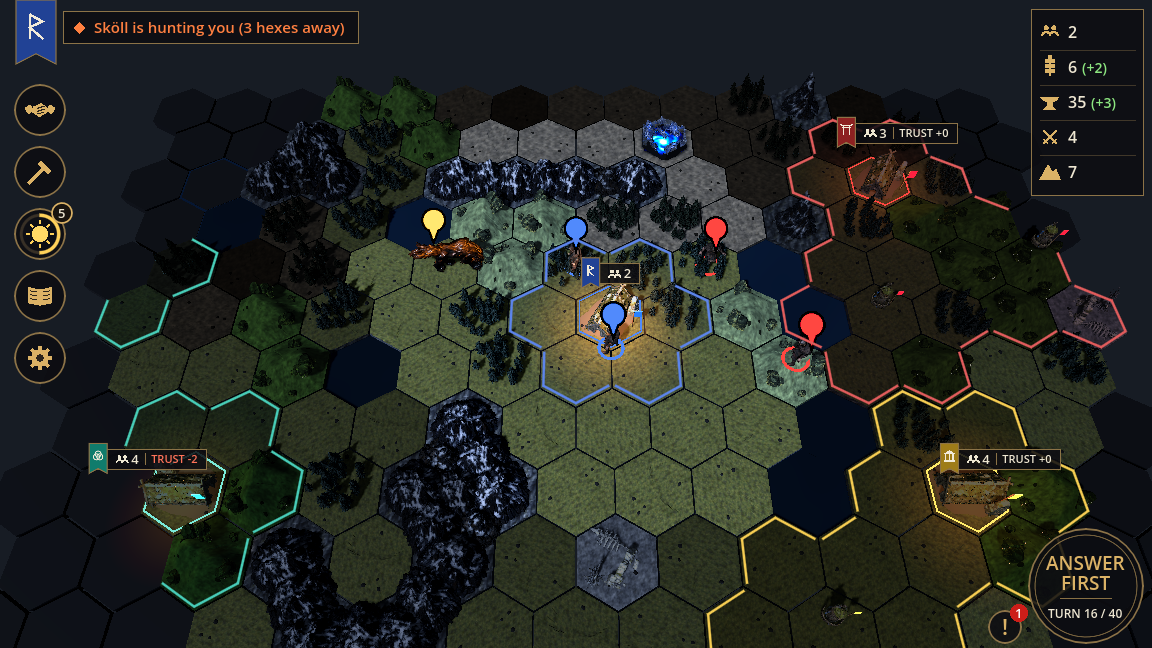 Sköll is hunting you (3 hexes away)
2
6 (+2)
35 (+3)
4
7
3 TRUST +0
5
2
4 TRUST -2
4 TRUST +0
ANSWER
FIRST
TURN 16 / 40
! 1